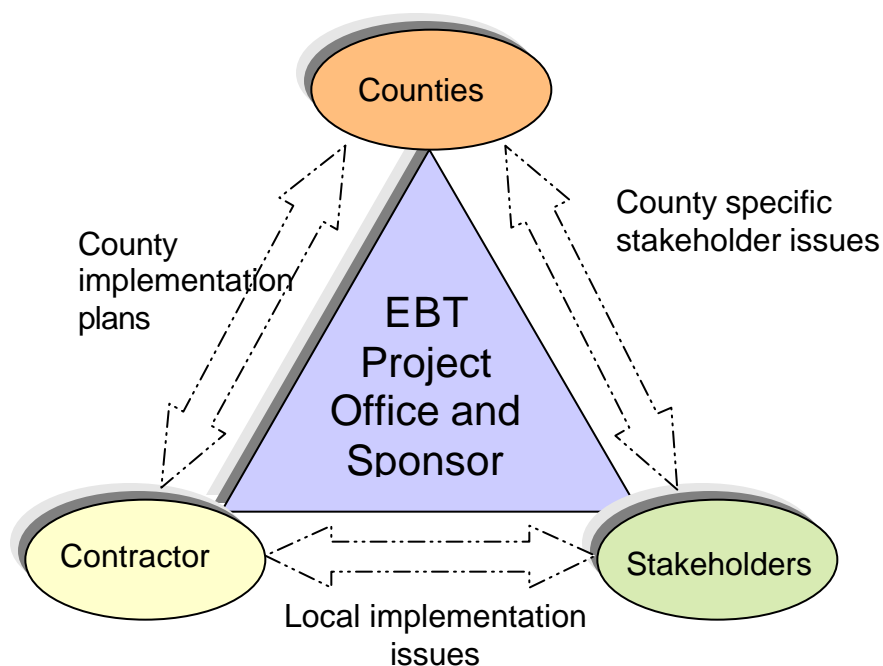 Counties
County specific
stakeholder issues
County
implementation
plans
EBT
Project
Office and
Sponsor
Contractor
Stakeholders
Local implementation
issues